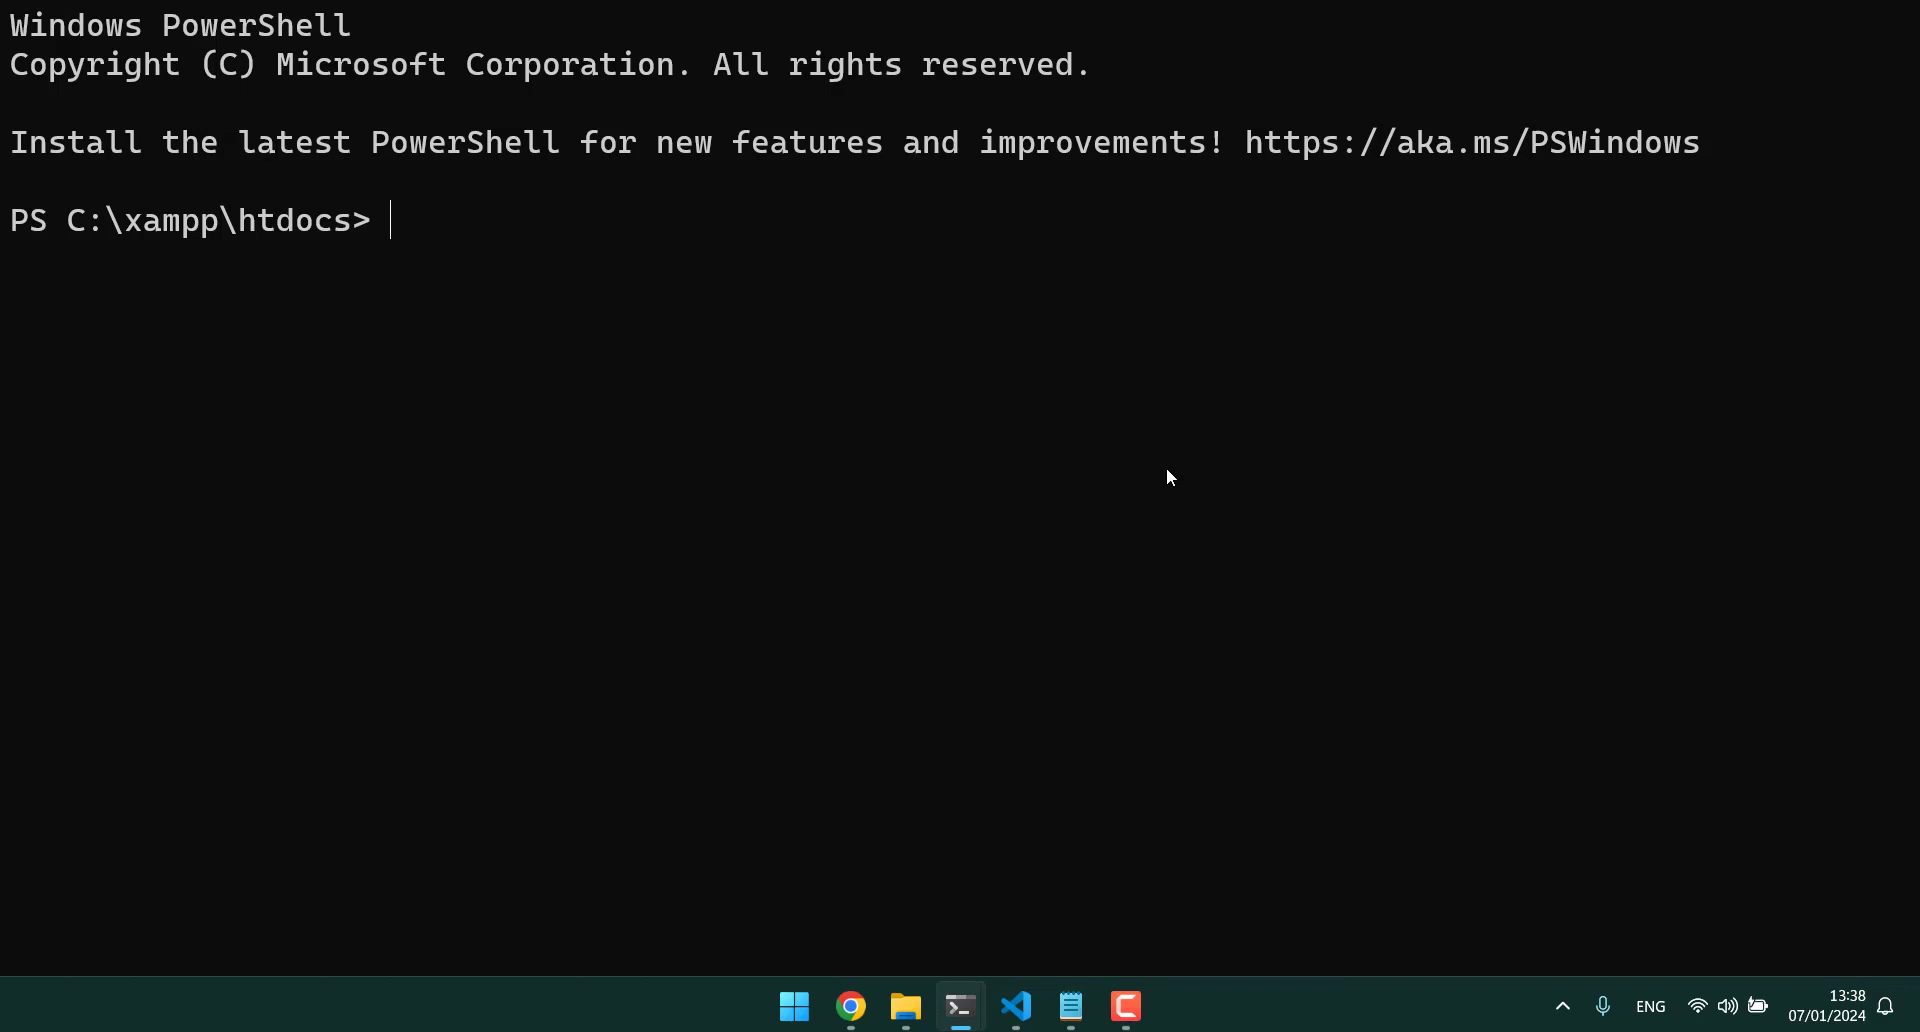 Windows PowerShell
Copyright (C) Microsoft Corporation. All rights reserved.
Install the latest PowerShell for new features and improvements! https://aka.ms/PSWindows
PS C:\xampp\htdocs>
ENG
13:38
07/01/2024